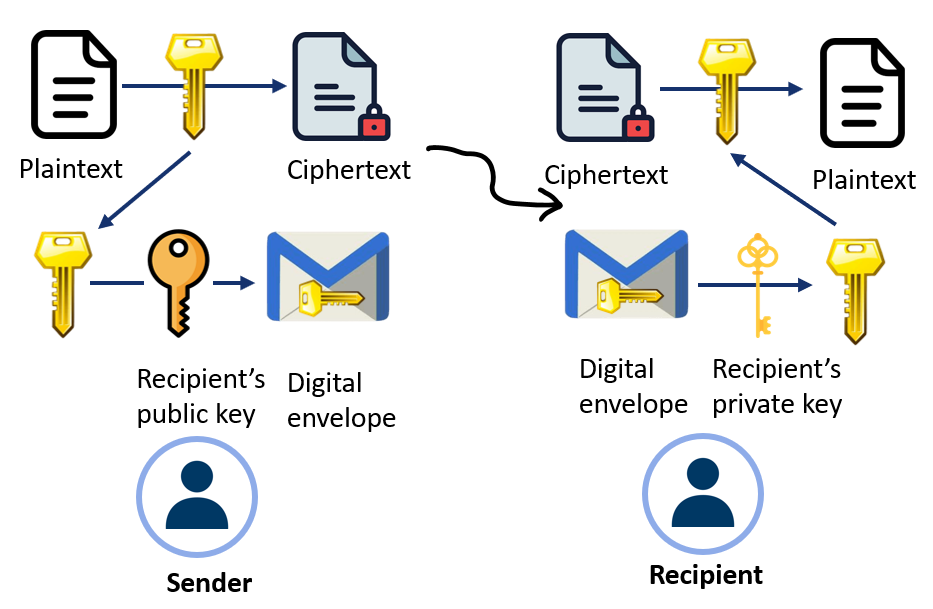 Plaintext
Ciphertext
Ciphertext
Plaintext
Recipient’s
public key
Digital
envelope
Digital
envelope
Recipient’s
private key
Sender
Recipient